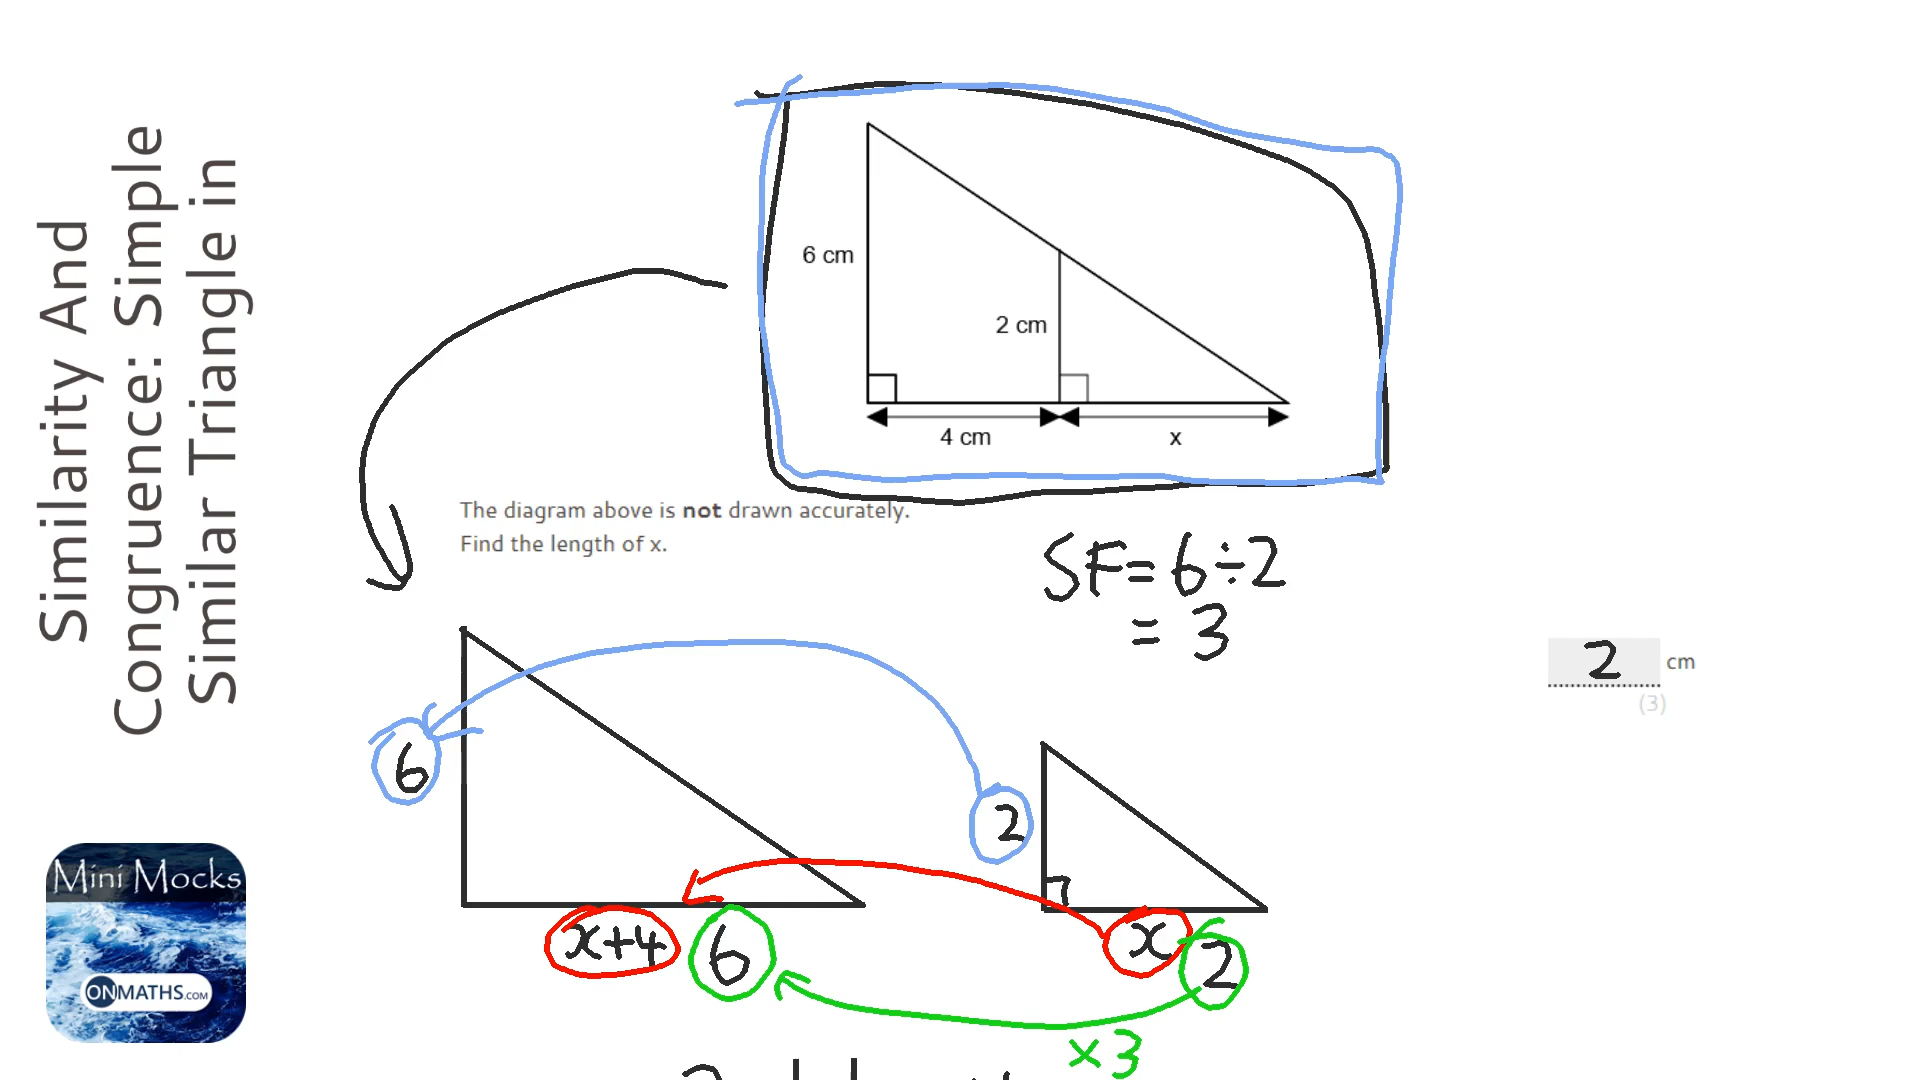 Similarity And
Congruence: Simple
Similar Triangle in
6 cm
2 cm
4 cm
x
The diagram above is not drawn accurately.
Find the length of x.
SF= 6÷2
= 3
2 cm
(3)
6
2
x+4
6
x
2
×3
Mini Mocks
ONMATHS.COM